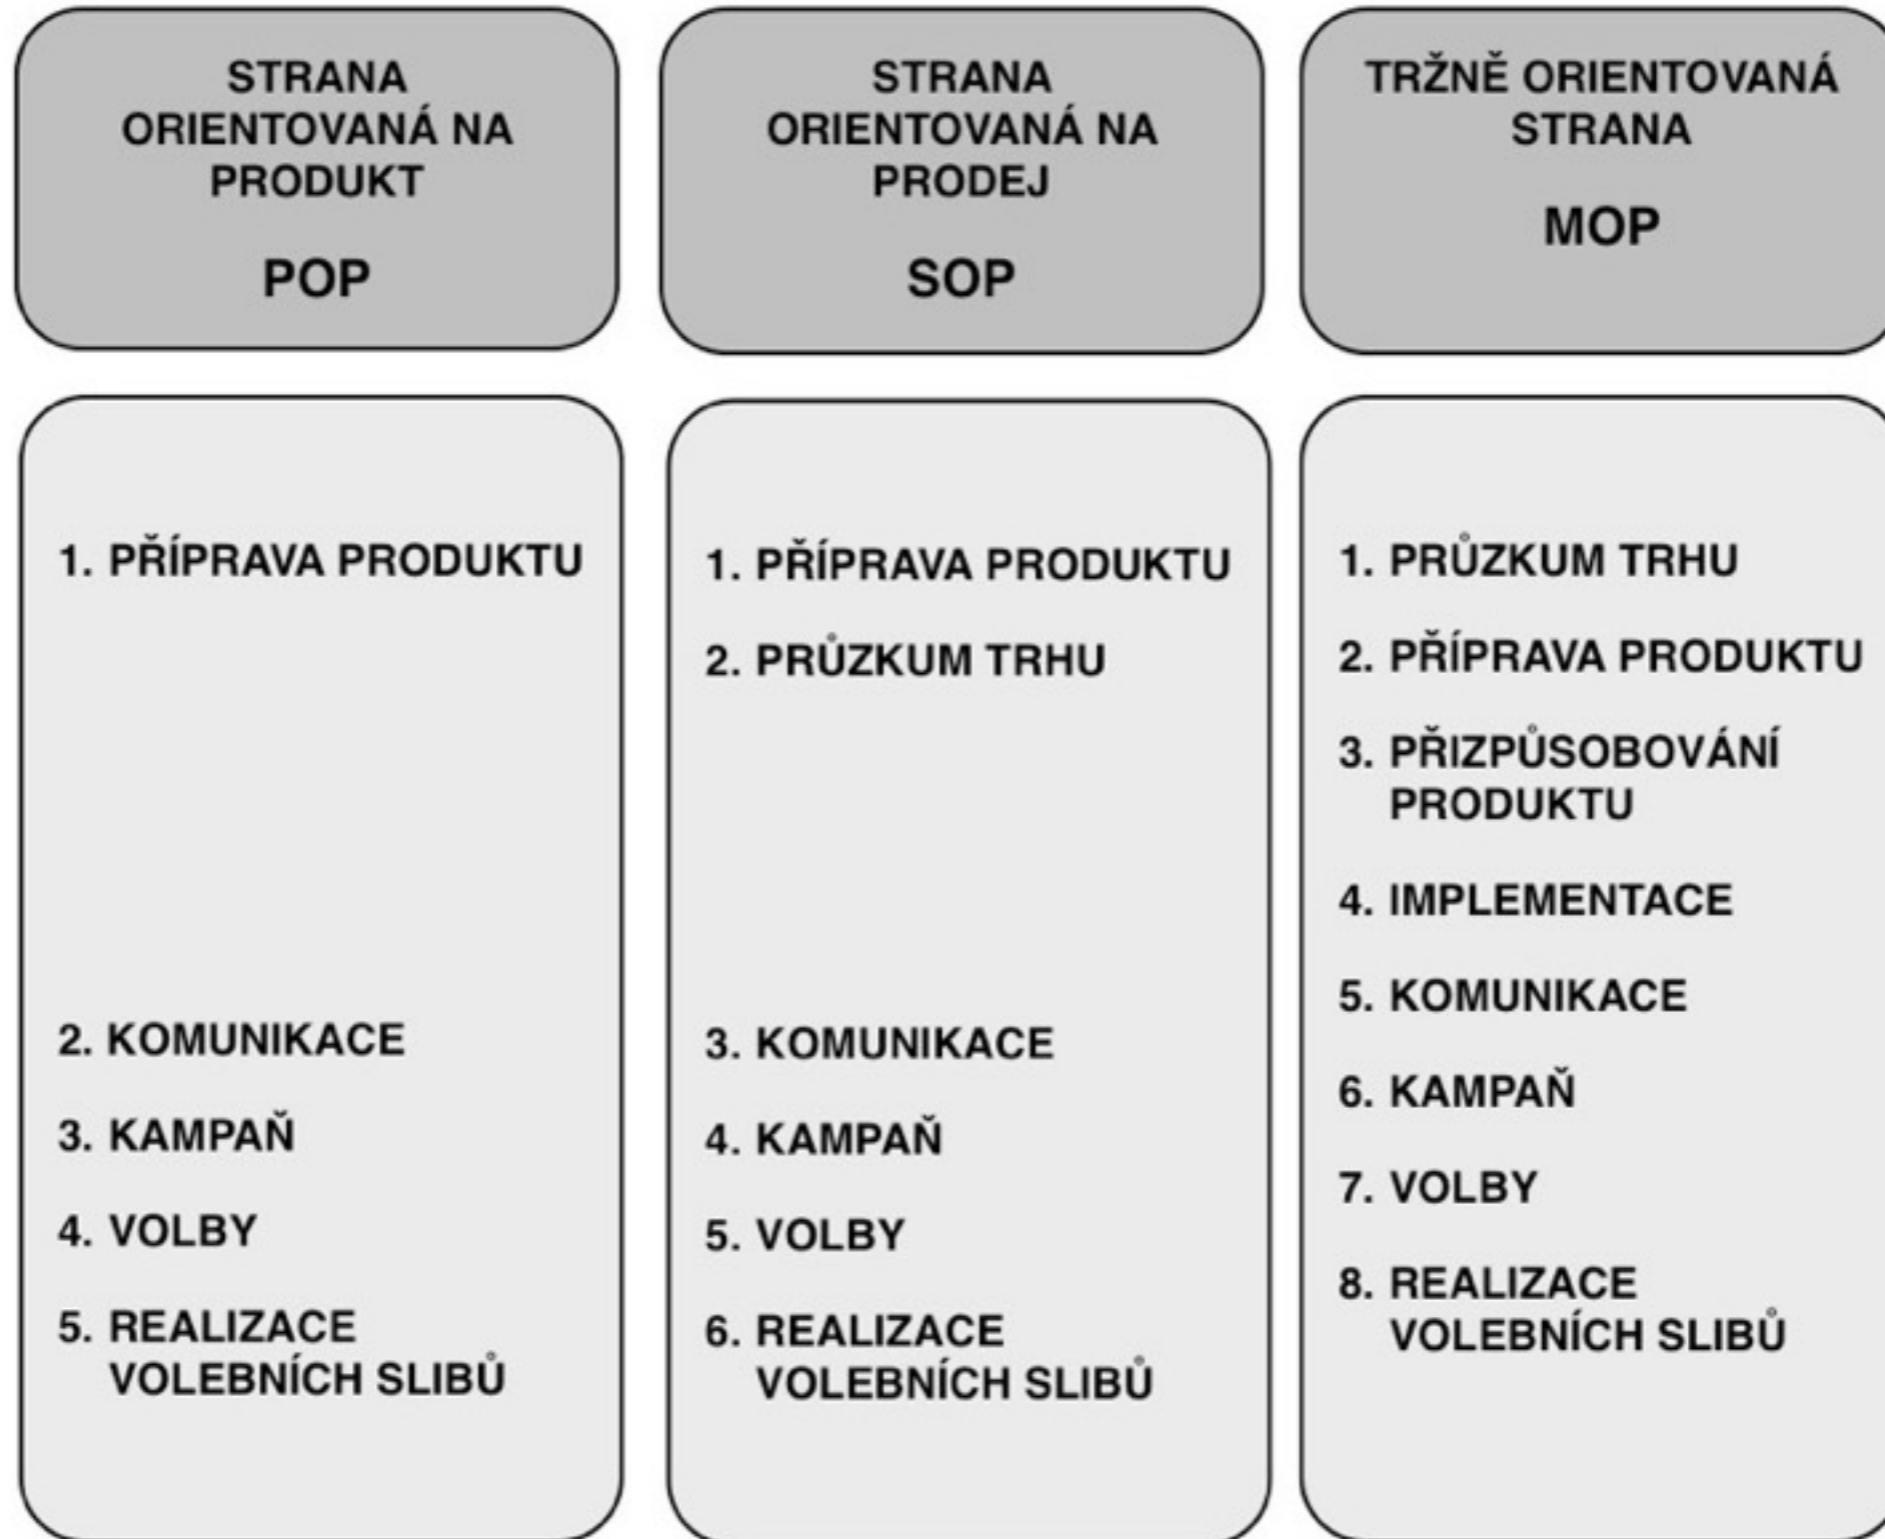 STRANA
ORIENTOVANÁ NA
PRODUKT
POP
STRANA
ORIENTOVANÁ NA
PRODEJ
SOP
TRŽNĚ ORIENTOVANÁ
STRANA
MOP
1. PŘÍPRAVA PRODUKTU
2. KOMUNIKACE
3. KAMPAŇ
4. VOLBY
5. REALIZACE
VOLEBNÍCH SLIBŮ
1. PŘÍPRAVA PRODUKTU
2. PRŮZKUM TRHU
3. KOMUNIKACE
4. KAMPAŇ
5. VOLBY
6. REALIZACE
VOLEBNÍCH SLIBŮ
1. PRŮZKUM TRHU
2. PŘÍPRAVA PRODUKTU
3. PŘIZPŮSOBOVÁNÍ
PRODUKTU
4. IMPLEMENTACE
5. KOMUNIKACE
6. KAMPAŇ
7. VOLBY
8. REALIZACE
VOLEBNÍCH SLIBŮ